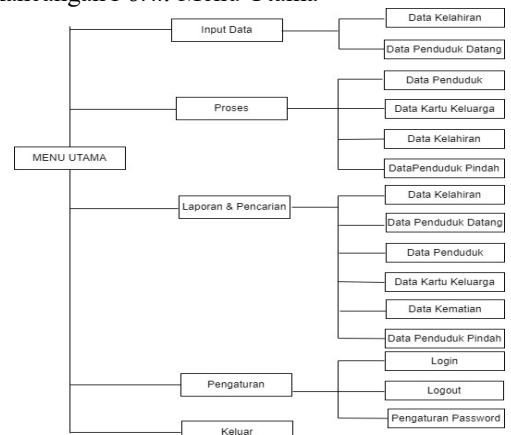 Menu Utama
Input Data
Data Kelahiran
Data Penduduk Datang
Proses
Data Penduduk
Data Kartu Keluarga
Data Kelahiran
DataPenduduk Pindah
MENU UTAMA
Laporan & Pencarian
Data Kelahiran
Data Penduduk Datang
Data Penduduk
Data Kartu Keluarga
Data Kematian
Data Penduduk Pindah
Pengaturan
Login
Logout
Pengaturan Password
Keluar